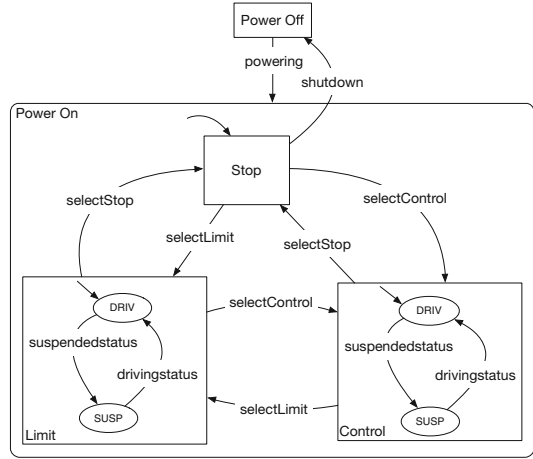 Power Off
powering
shutdown
Power On
Stop
selectStop
selectControl
selectLimit
selectStop
DRIV
selectControl
DRIV
suspendedstatus
suspendedstatus
drivingstatus
drivingstatus
selectLimit
SUSP
SUSP
Limit
Control